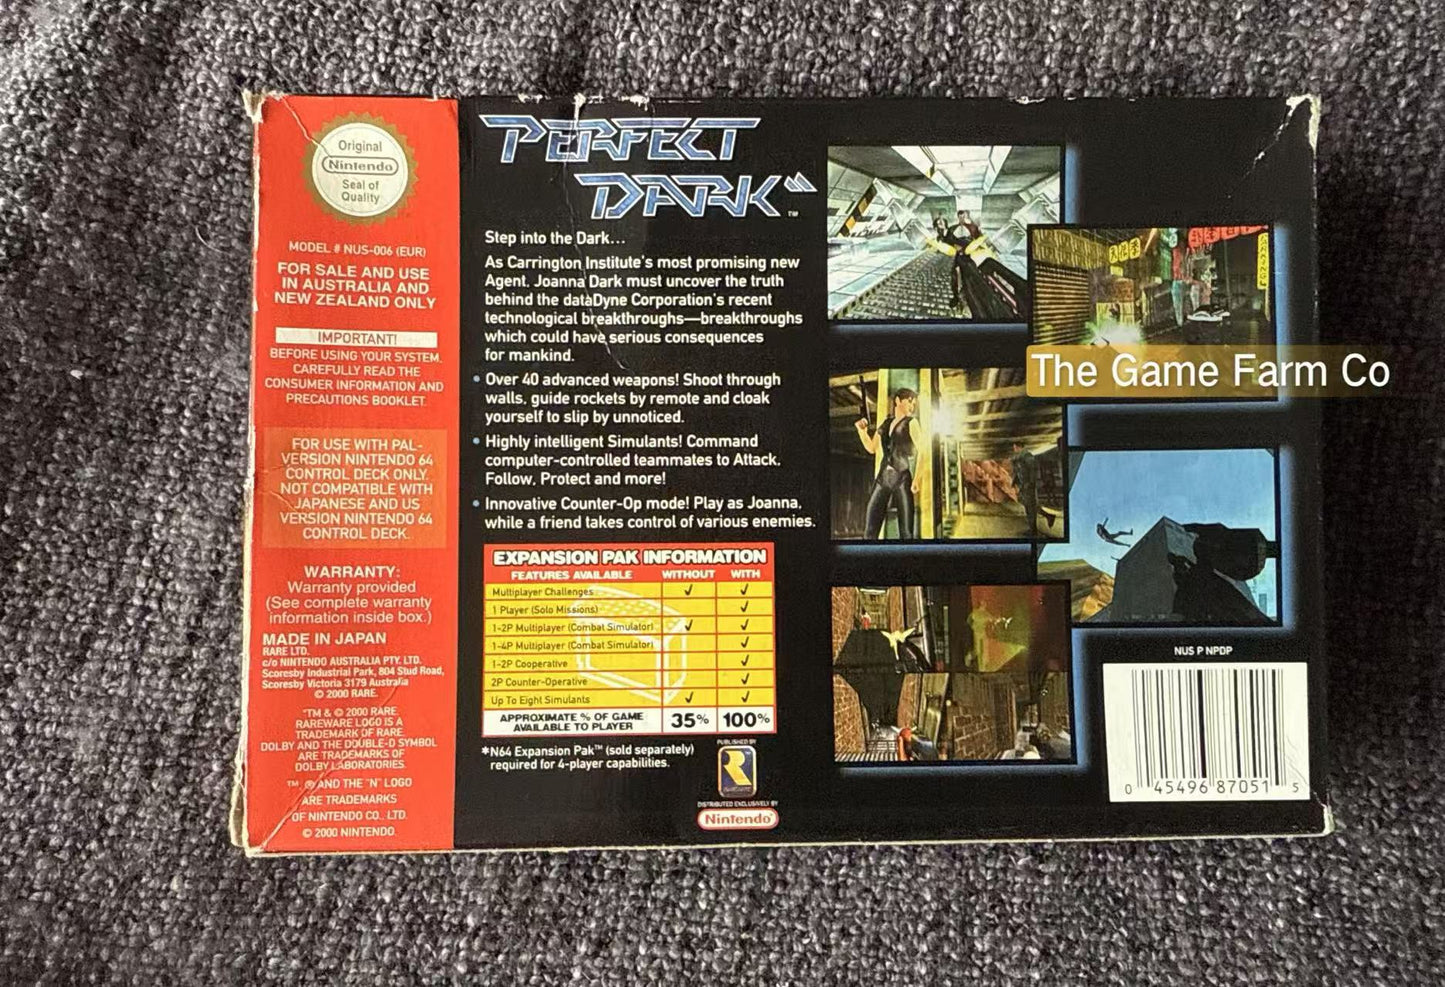 Original
Nintendo
Seal of
Quality
MODEL # NUS-006 (EUR)
FOR SALE AND USE
IN AUSTRALIA AND
NEW ZEALAND ONLY
IMPORTANT!
BEFORE USING YOUR SYSTEM,
CAREFULLY READ THE
CONSUMER INFORMATION AND
PRECAUTIONS BOOKLET.
FOR USE WITH PAL-
VERSION NINTENDO 64
CONTROL DECK ONLY.
NOT COMPATIBLE WITH
JAPANESE AND US
VERSION NINTENDO 64
CONTROL DECK.
WARRANTY:
Warranty provided
(See complete warranty
information inside box.)
MADE IN JAPAN
RARE LTD.
c/o NINTENDO AUSTRALIA PTY. LTD.
Scoresby Industrial Park, 804 Stud Road,
Scoresby Victoria 3179 Australia
© 2000 RARE.
"TM & © 2000 RARE.
RAREWARE LOGO IS A
TRADEMARK OF RARE.
DOLBY AND THE DOUBLE-D SYMBOL
ARE TRADEMARKS OF
DOLBY LABORATORIES.
TM ® AND THE "N" LOGO
ARE TRADEMARKS
OF NINTENDO CO., LTD.
© 2000 NINTENDO.
PERFECT
DARK
TM
Step into the Dark...
As Carrington Institute's most promising new
Agent, Joanna Dark must uncover the truth
behind the dataDyne Corporation's recent
technological breakthroughs—breakthroughs
which could have serious consequences
for mankind.
• Over 40 advanced weapons! Shoot through
walls, guide rockets by remote and cloak
yourself to slip by unnoticed.
• Highly intelligent Simulants! Command
computer-controlled teammates to Attack,
Follow, Protect and more!
• Innovative Counter-Op mode! Play as Joanna,
while a friend takes control of various enemies.
EXPANSION PAK INFORMATION
FEATURES AVAILABLE WITHOUT WITH
Multiplayer Challenges ✓ ✓
1 Player (Solo Missions) ✓
1-2P Multiplayer (Combat Simulator) ✓ ✓
1-4P Multiplayer (Combat Simulator) ✓
1-2P Cooperative ✓
2P Counter-Operative ✓
Up To Eight Simulants ✓ ✓
APPROXIMATE % OF GAME
AVAILABLE TO PLAYER 35% 100%
*N64 Expansion Pak™ (sold separately)
required for 4-player capabilities.
PUBLISHED BY
R
RAREWARE
DISTRIBUTED EXCLUSIVELY BY
Nintendo®
The Game Farm Co
NUS P NPDP
0 45496 87051 5